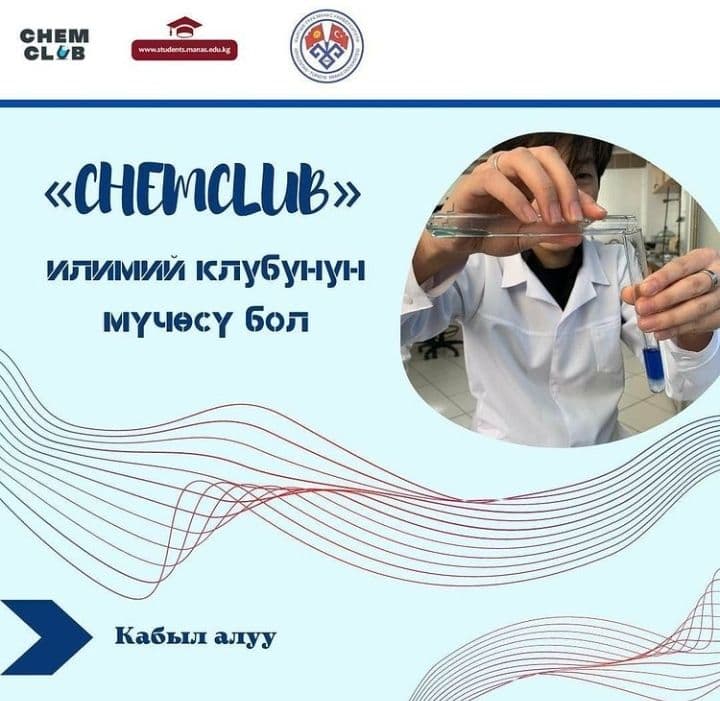 CHEM
CLUB
www.students.manas.edu.kg
«CHEMCLUB»
илимий клубунун
мүчөсү бол
Кабыл алуу